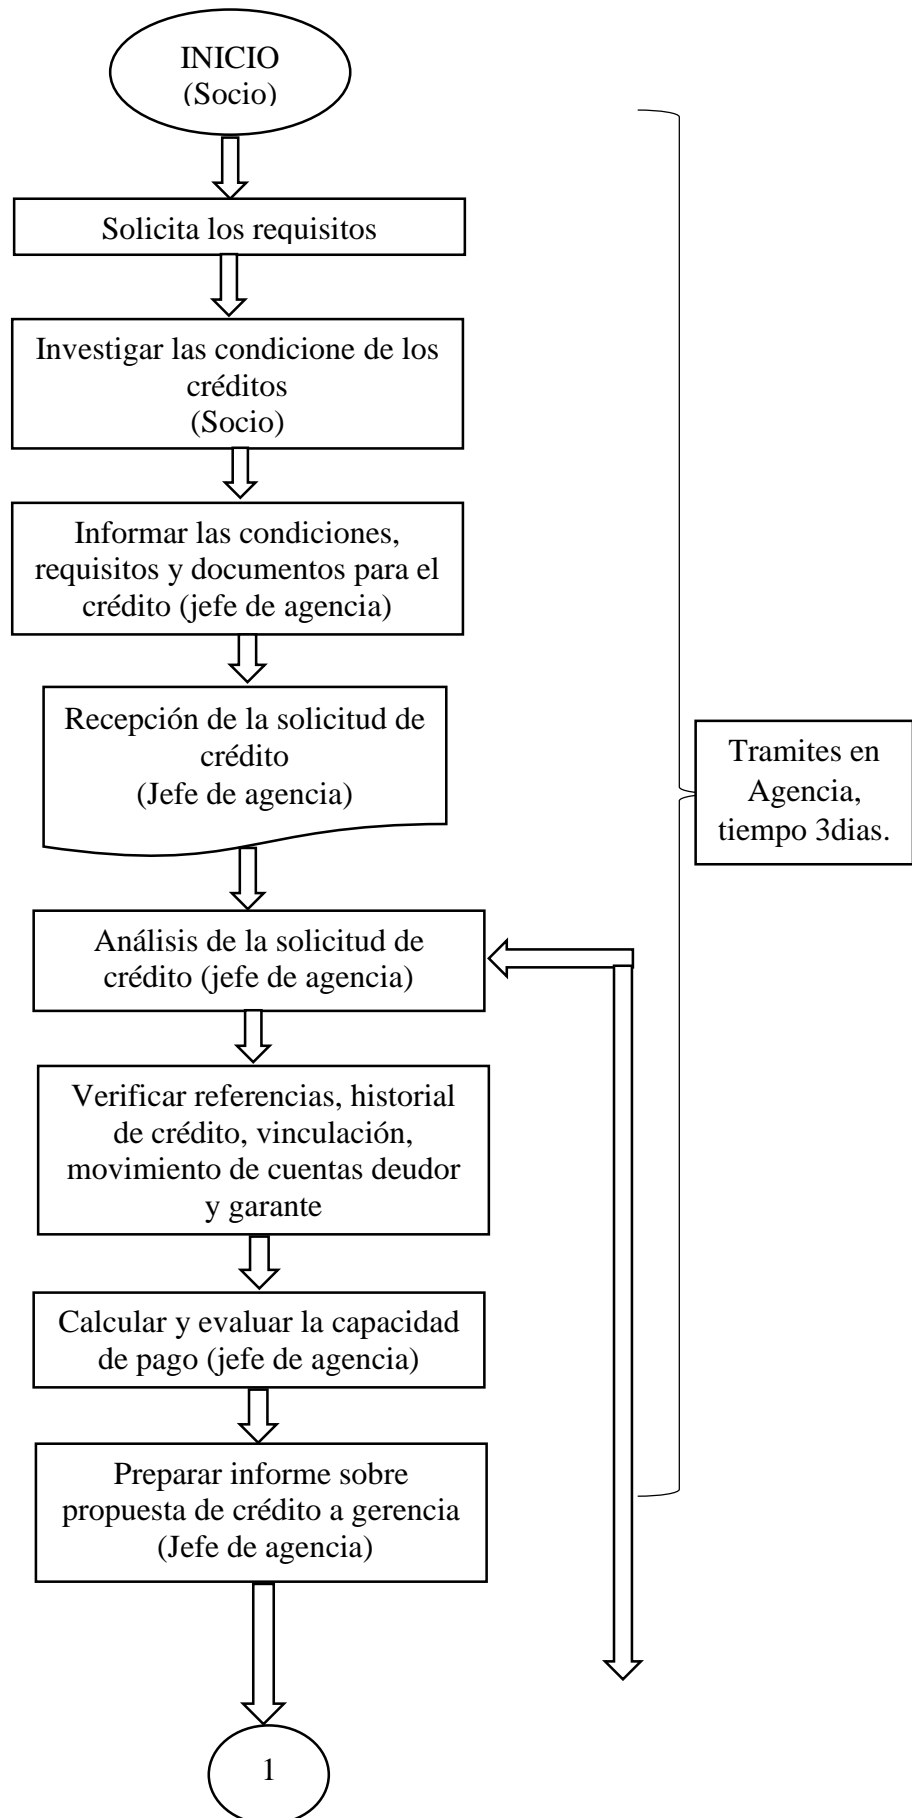 INICIO
(Socio)
Solicita los requisitos
Investigar las condicione de los
créditos
(Socio)
Informar las condiciones,
requisitos y documentos para el
crédito (jefe de agencia)
Recepción de la solicitud de
crédito
(Jefe de agencia)
Tramites en
Agencia,
tiempo 3dias.
Análisis de la solicitud de
crédito (jefe de agencia)
Verificar referencias, historial
de crédito, vinculación,
movimiento de cuentas deudor
y garante
Calcular y evaluar la capacidad
de pago (jefe de agencia)
Preparar informe sobre
propuesta de crédito a gerencia
(Jefe de agencia)
1